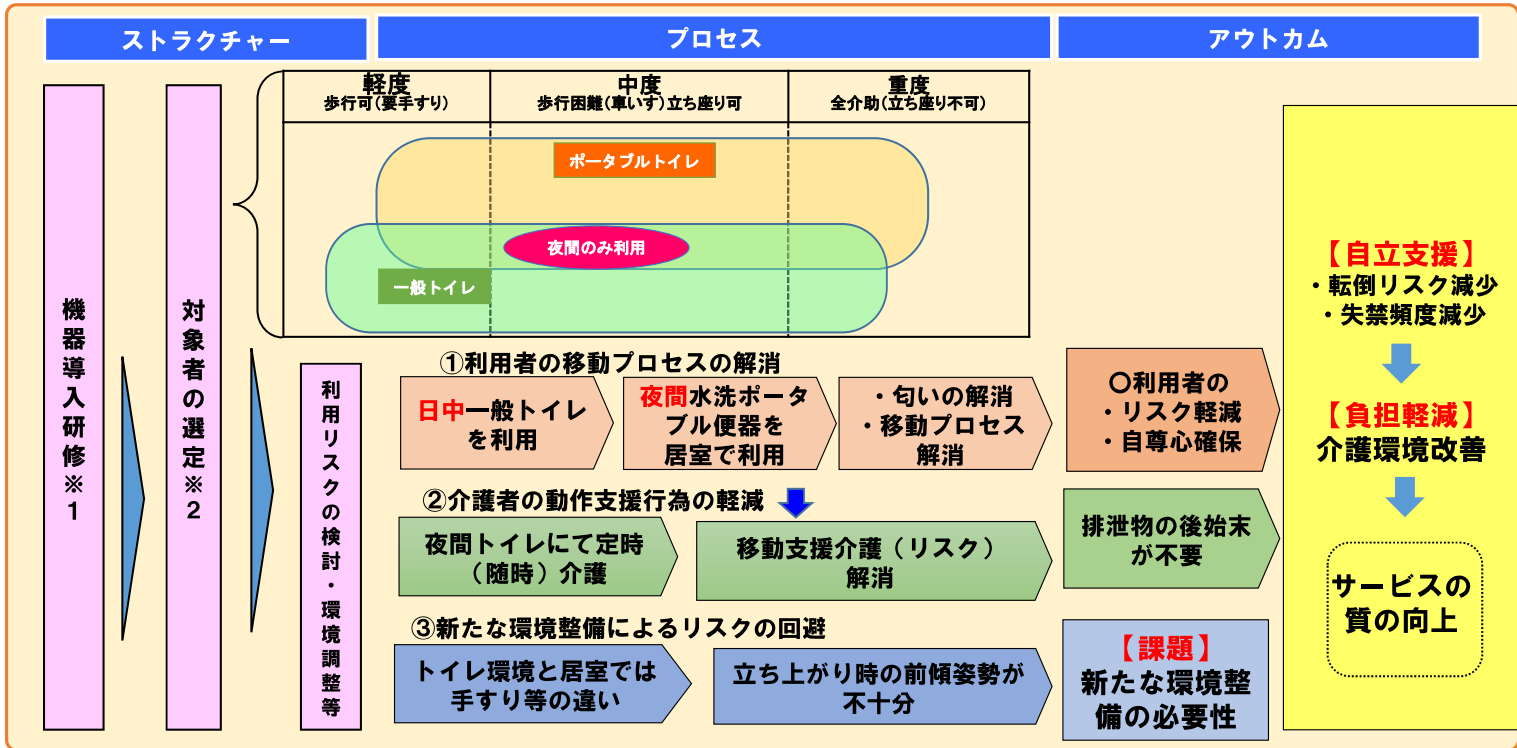 ストラクチャー
プロセス
アウトカム
機器導入研修※1
対象者の選定※2
利用リスクの検討・環境調整等
軽度
歩行可(要手すり)
中度
歩行困難(車いす)立ち座り可
重度
全介助(立ち座り不可)
ポータブルトイレ
夜間のみ利用
一般トイレ
①利用者の移動プロセスの解消
日中一般トイレ
を利用
夜間水洗ポータ
ブル便器を
居室で利用
・匂いの解消
・移動プロセス
解消
〇利用者の
・リスク軽減
・自尊心確保
②介護者の動作支援行為の軽減
夜間トイレにて定時
(随時)介護
移動支援介護(リスク)
解消
排泄物の後始末
が不要
③新たな環境整備によるリスクの回避
トイレ環境と居室では
手すり等の違い
立ち上がり時の前傾姿勢が
不十分
【課題】
新たな環境整
備の必要性
【自立支援】
・転倒リスク減少
・失禁頻度減少
【負担軽減】
介護環境改善
サービスの
質の向上